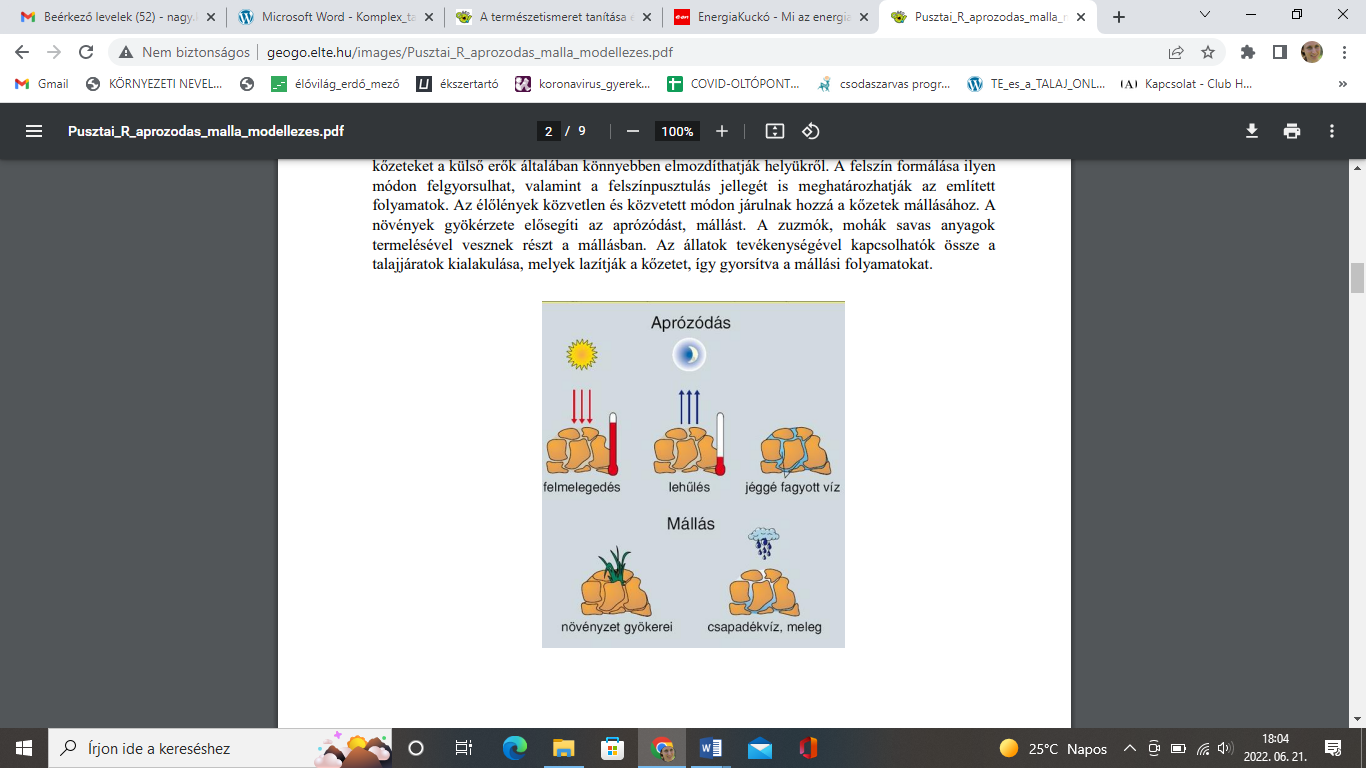 Beérkező levelek (52) - nagy.
Microsoft Word - Komplex_ta
A természetismeret tanítása
EnergiaKuckó - Mi az energia
Pusztai_R_aprozodas_malla_m
Nem biztonságos
geogo.elte.hu/images/Pusztai_R_aprozodas_malla_modellezes.pdf
Gmail
KÖRNYEZETI NEVEL...
élővilág_erdő_mező
ékszertartó
koronavirus_gyerek...
COVID-OLTÓPONT...
csodaszarvas progr...
TE_es_a_TALAJ_ONL...
(A) Kapcsolat - Club H...
»
Pusztai_R_aprozodas_malla_modellezes.pdf
2 / 9
100%
kőzeteket a külső erők általában könnyebben elmozdíthatják helyükről. A felszín formálása ilyen
módon felgyorsulhat, valamint a felszínpusztulás jellegét is meghatározhatják az említett
folyamatok. Az élőlények közvetlen és közvetett módon járulnak hozzá a kőzetek mállásához. A
növények gyökérzete elősegíti az aprózódást, mállást. A zuzmók, mohák savas anyagok
termelésével vesznek részt a mállásban. Az állatok tevékenységével kapcsolhatók össze a
talajjáratok kialakulása, melyek lazítják a kőzetet, így gyorsítva a mállási folyamatokat.
Aprózódás
felmelegedés
lehűlés
jéggé fagyott víz
Mállás
növényzet gyökerei
csapadékvíz, meleg
Írjon ide a kereséshez
25°C Napos
18:04
2022. 06. 21.